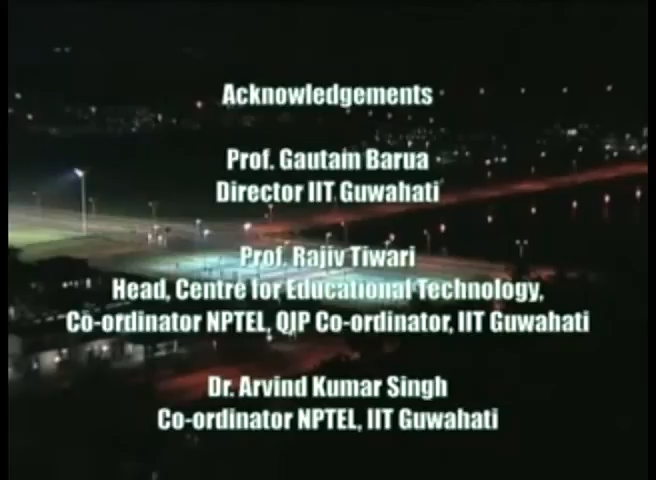 Acknowledgements
Prof. Gautam Barua
Director IIT Guwahati
Prof. Rajiv Tiwari
Head, Centre for Educational Technology,
Co-ordinator NPTEL, QIP Co-ordinator, IIT Guwahati
Dr. Arvind Kumar Singh
Co-ordinator NPTEL, IIT Guwahati